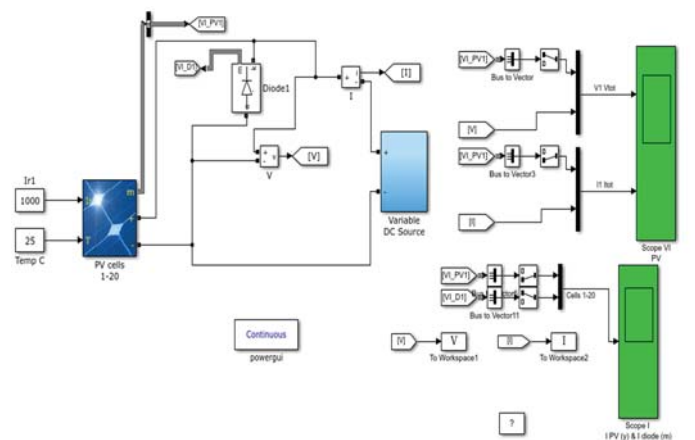 [VI_PV1]
[VI_D1]
m
a
k
Diode1
+
-
i
I
[I]
+
-
v
V
[V]
Ir1
1000
25
Temp C
Ir
T
m
+
-
PV cells
1-20
+
-
Variable
DC Source
Continuous
powergui
[VI_PV1]
Bus to Vector
[V]
V1 Vtot
[VI_PV1]
Bus to Vector3
[I]
I1 Itot
Scope VI
PV
[VI_PV1]
[VI_D1]
Bus to Vector11
Cells 1-20
[V]
V
To Workspace1
[I]
I
To Workspace2
Scope I
I PV (y) & I diode (m)
?